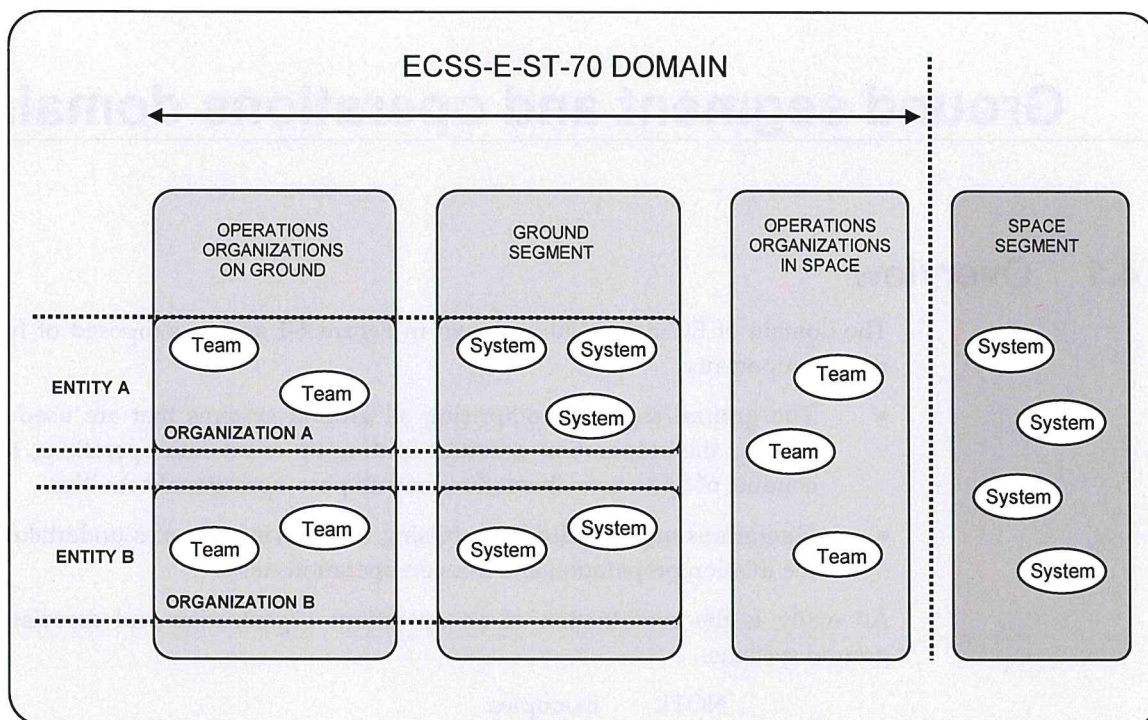 ECSS-E-ST-70 DOMAIN
OPERATIONS
ORGANIZATIONS
ON GROUND
GROUND
SEGMENT
OPERATIONS
ORGANIZATIONS
IN SPACE
SPACE
SEGMENT
Team
System
System
System
Team
ENTITY A
Team
System
System
ORGANIZATION A
Team
System
Team
System
ENTITY B
Team
System
Team
System
ORGANIZATION B